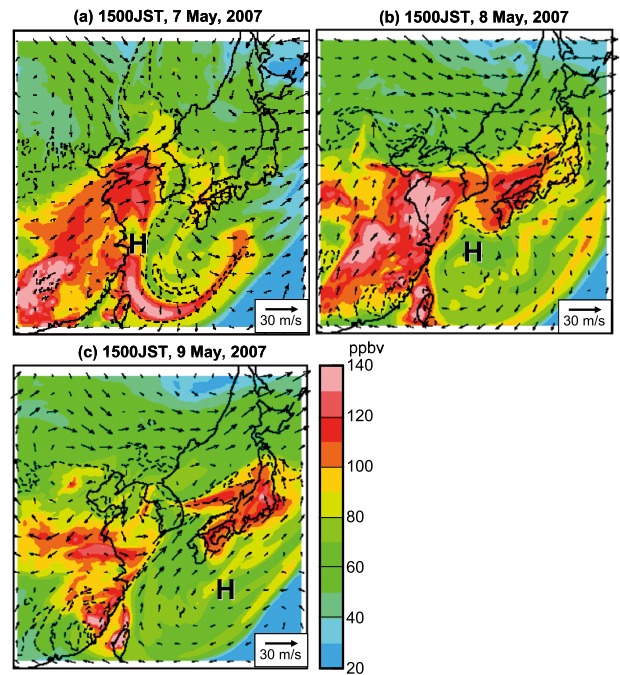 (a) 1500JST, 7 May, 2007
(b) 1500JST, 8 May, 2007
H
30 m/s
H
30 m/s
(c) 1500JST, 9 May, 2007
ppbv
140
120
100
80
60
40
20
H
30 m/s